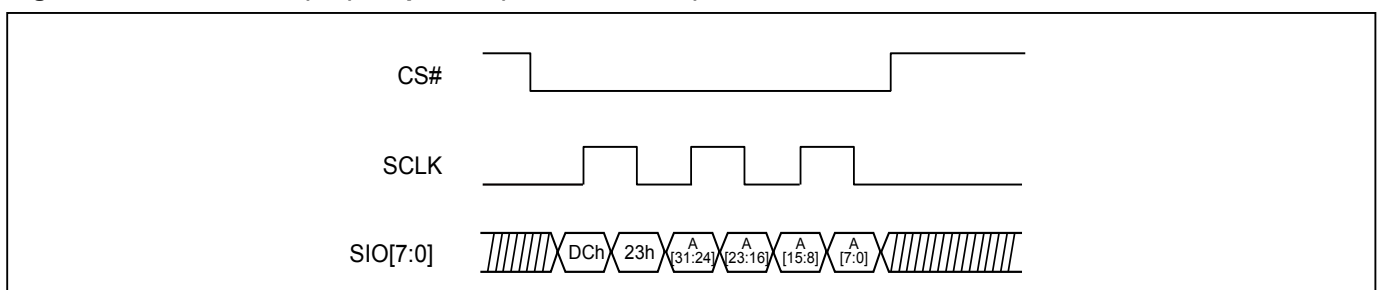 CS#
SCLK
SIO[7:0]
DCh 23h A [31:24] A [23:16] A [15:8] A [7:0]